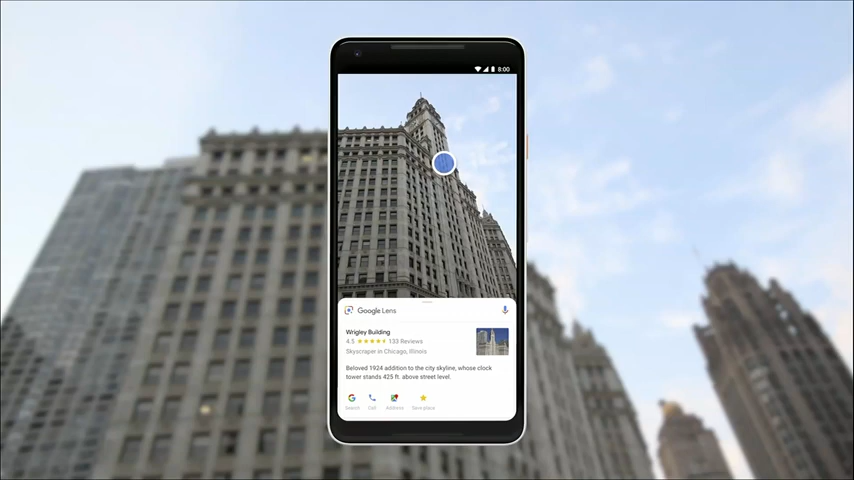 8:00
Google Lens
Wrigley Building
4.5 ★★★★★ 133 Reviews
Skyscraper in Chicago, Illinois
Beloved 1924 addition to the city skyline, whose clock
tower stands 425 ft. above street level.
Search Call Address Save place